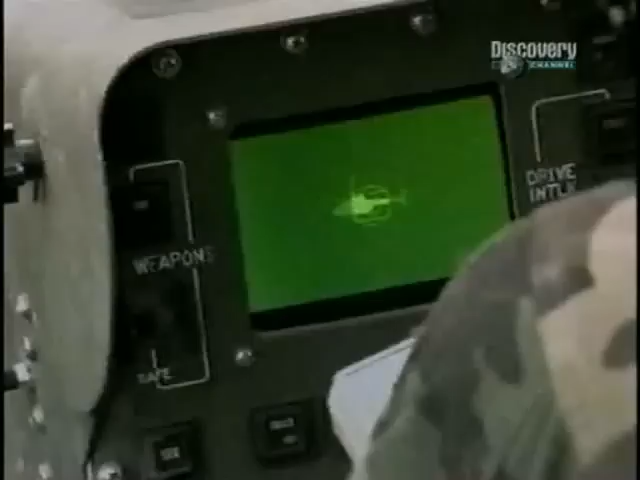 Discovery
CHANNEL
DRIVE
INTLK
WEAPONS
SAFE